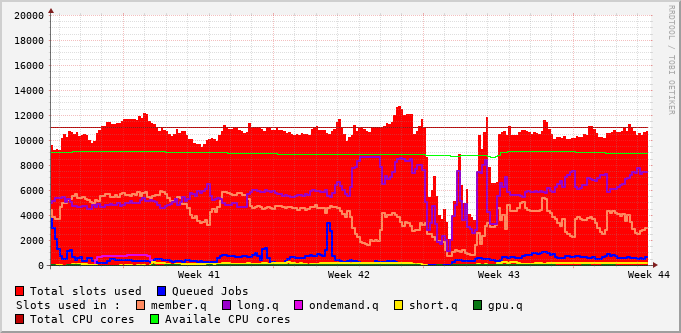 RRDTOOL / TOBI OETIKER
20000
18000
16000
14000
12000
10000
8000
6000
4000
2000
0
Week 41 Week 42 Week 43 Week 44
Total slots used Queued Jobs
Slots used in : member.q long.q ondemand.q short.q gpu.q
Total CPU cores Availale CPU cores